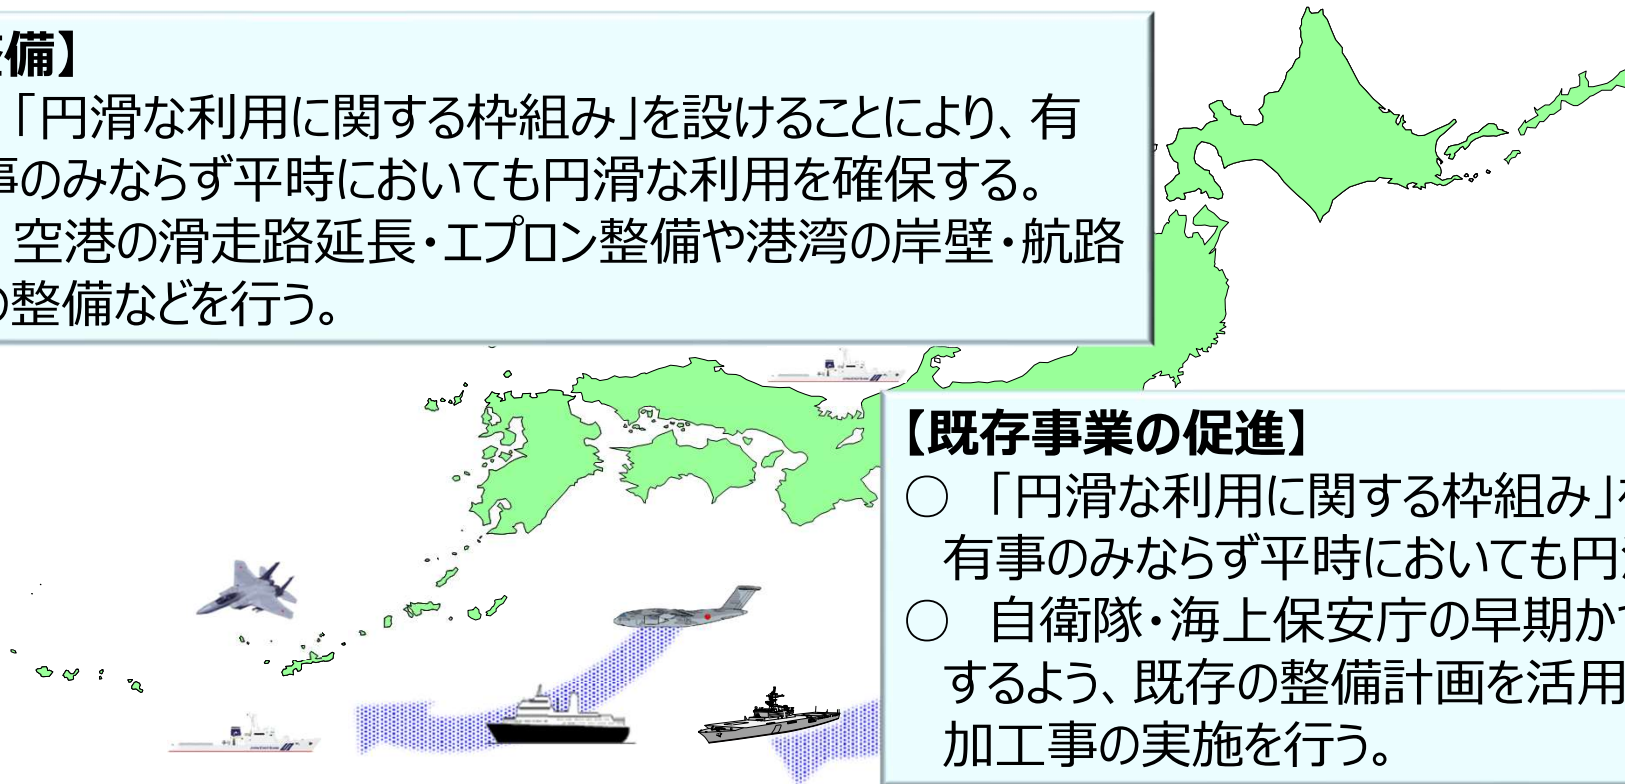 備】
「円滑な利用に関する枠組み」を設けることにより、有
事のみならず平時においても円滑な利用を確保する。
空港の滑走路延長・エプロン整備や港湾の岸壁・航路
の整備などを行う。
【既存事業の促進】
○ 「円滑な利用に関する枠組み」
有事のみならず平時においても円
○ 自衛隊・海上保安庁の早期か
するよう、既存の整備計画を活用
加工事の実施を行う。